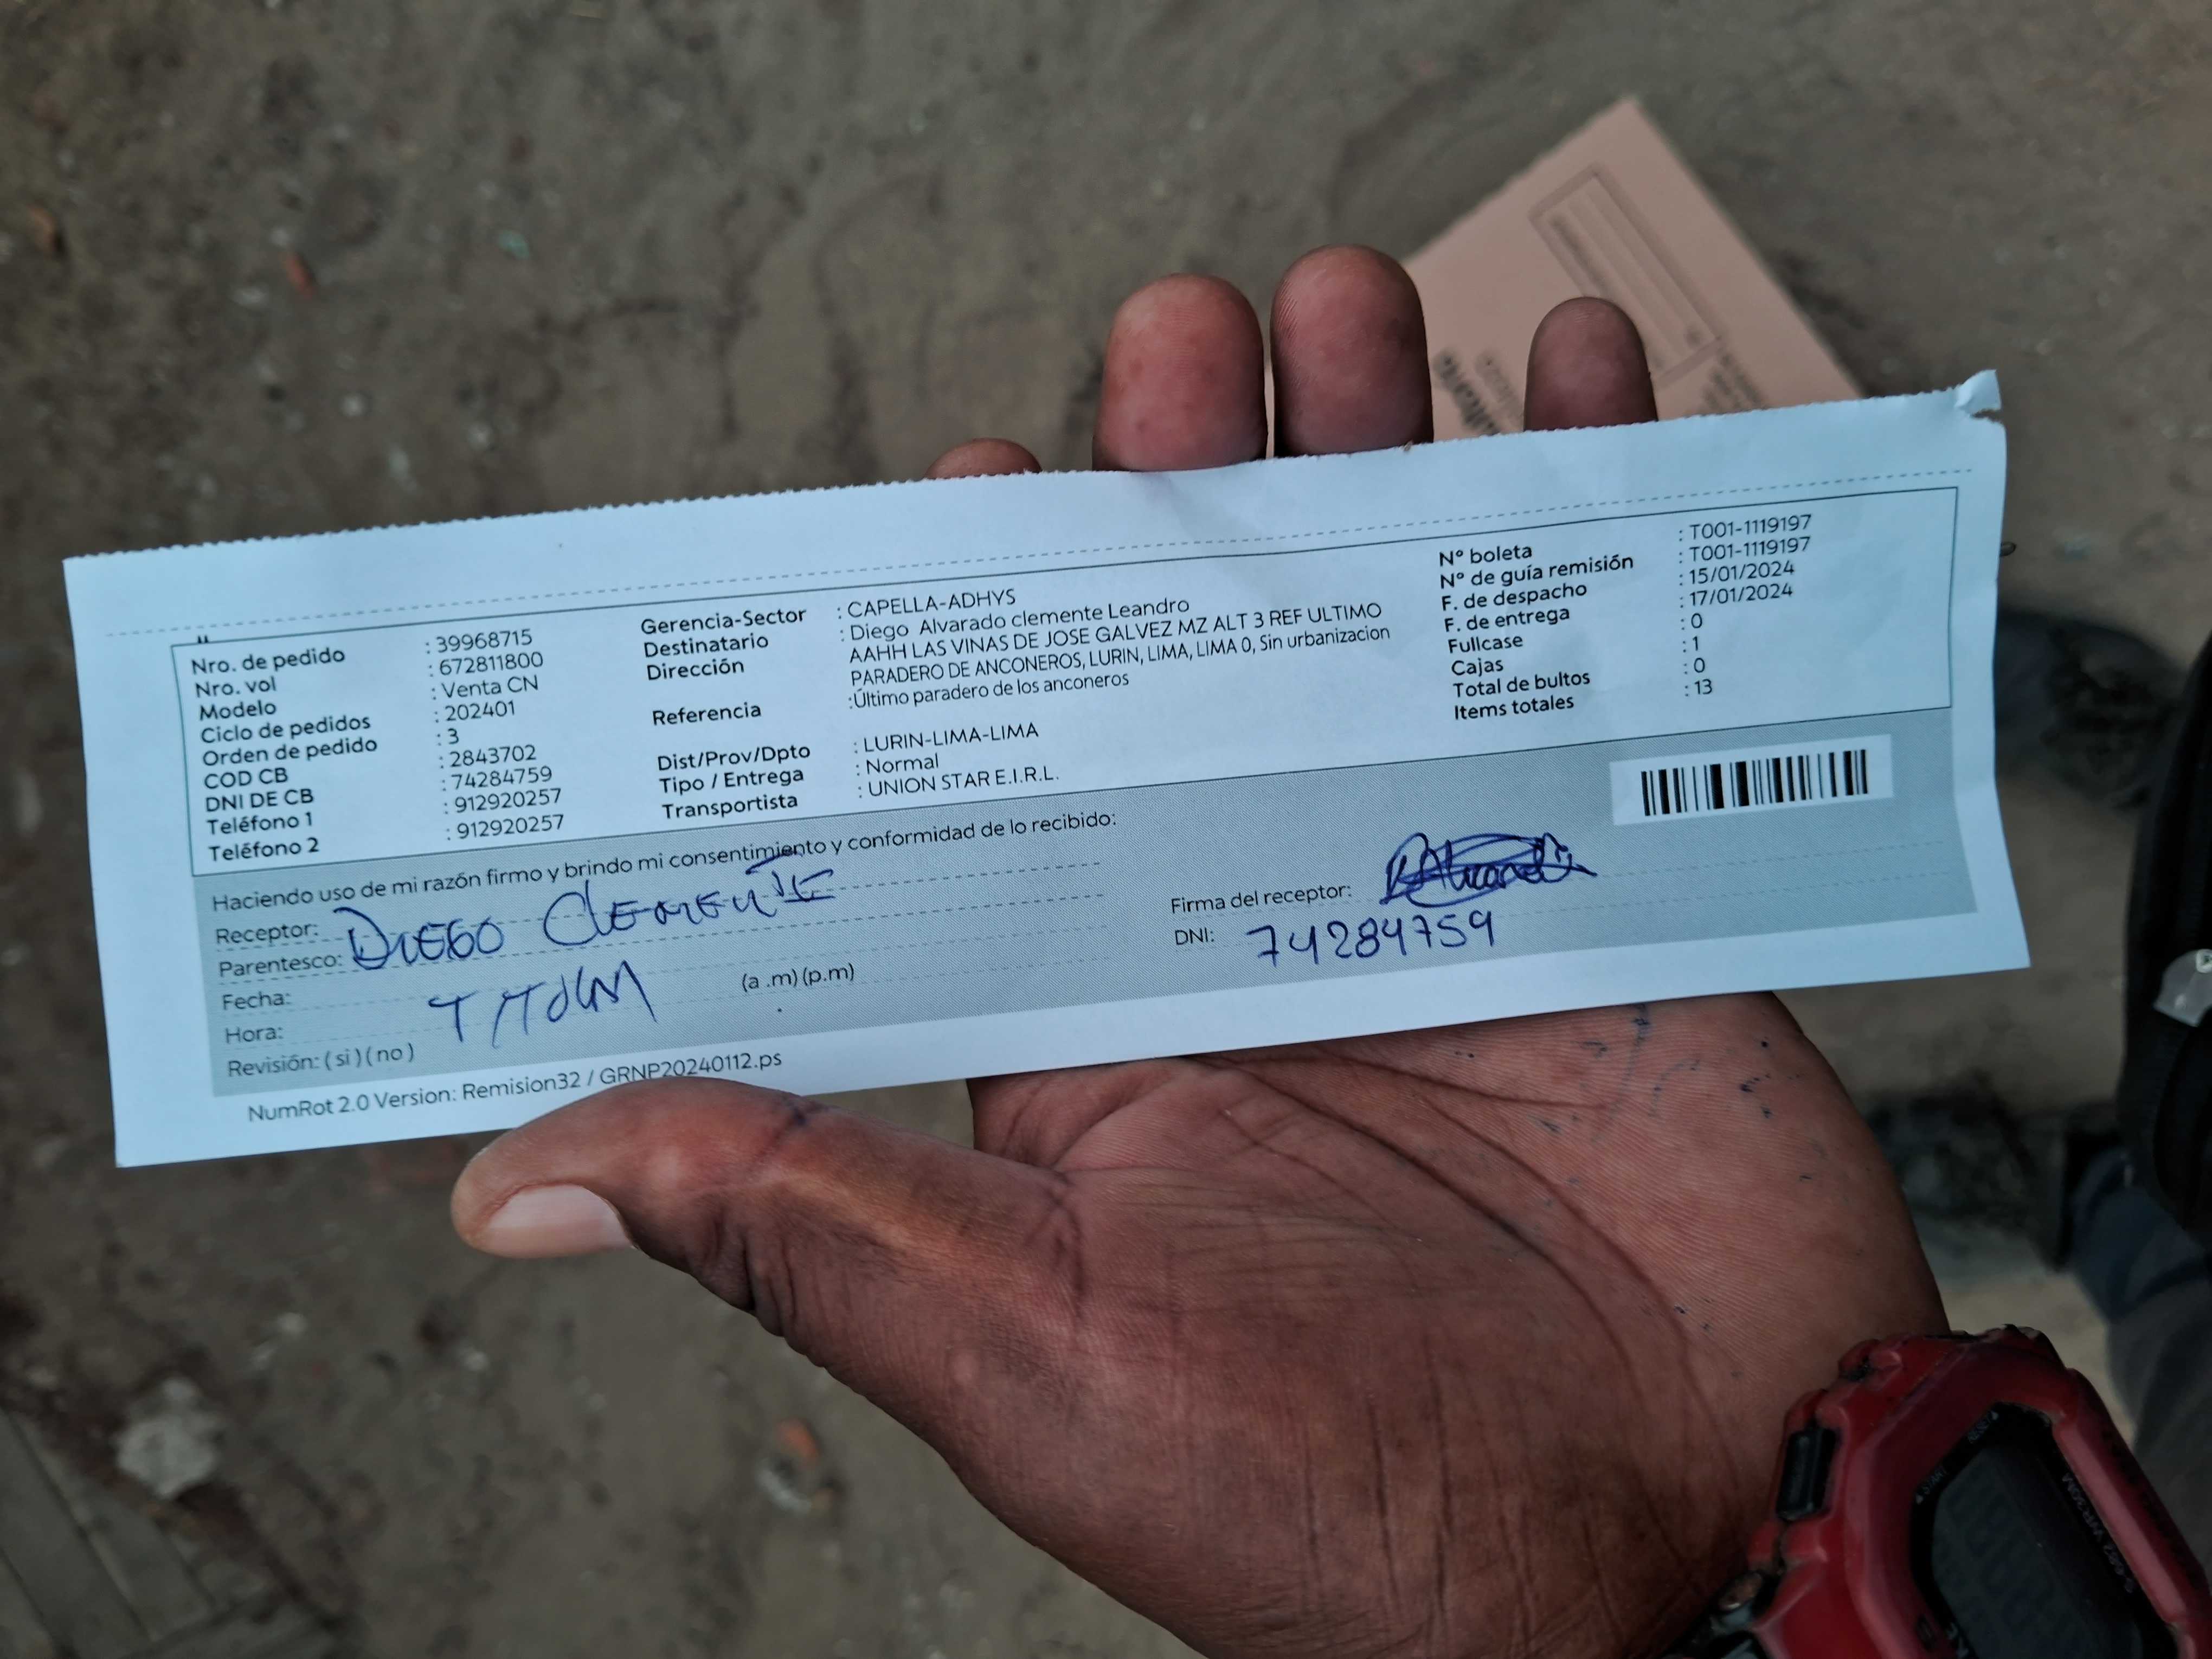 Nro. de pedido : 39968715
Nro. vol : 672811800
Modelo : Venta CN
Ciclo de pedidos : 202401
Orden de pedido : 3
COD CB : 2843702
DNI DE CB : 74284759
Teléfono 1 : 912920257
Teléfono 2 : 912920257
Gerencia-Sector : CAPELLA-ADHYS
Destinatario : Diego Alvarado clemente Leandro
Dirección AAHH LAS VINAS DE JOSE GALVEZ MZ ALT 3 REF ULTIMO
PARADERO DE ANCONEROS, LURIN, LIMA, LIMA 0, Sin urbanizacion
Referencia :Último paradero de los anconeros
Dist/Prov/Dpto : LURIN-LIMA-LIMA
Tipo / Entrega : Normal
Transportista : UNION STAR E.I.R.L.
Nº boleta : T001-1119197
Nº de guía remisión : T001-1119197
F. de despacho : 15/01/2024
F. de entrega : 17/01/2024
Fullcase : 0
Cajas : 1
Total de bultos : 0
Items totales : 13
Haciendo uso de mi razón firmo y brindo mi consentimiento y conformidad de lo recibido:
Receptor: DIEGO Clemente
Parentesco:
Fecha:
Hora: (a .m) (p.m)
Revisión: ( si ) ( no )
Firma del receptor:
DNI: 74284759
NumRot 2.0 Version: Remision32 / GRNP20240112.ps